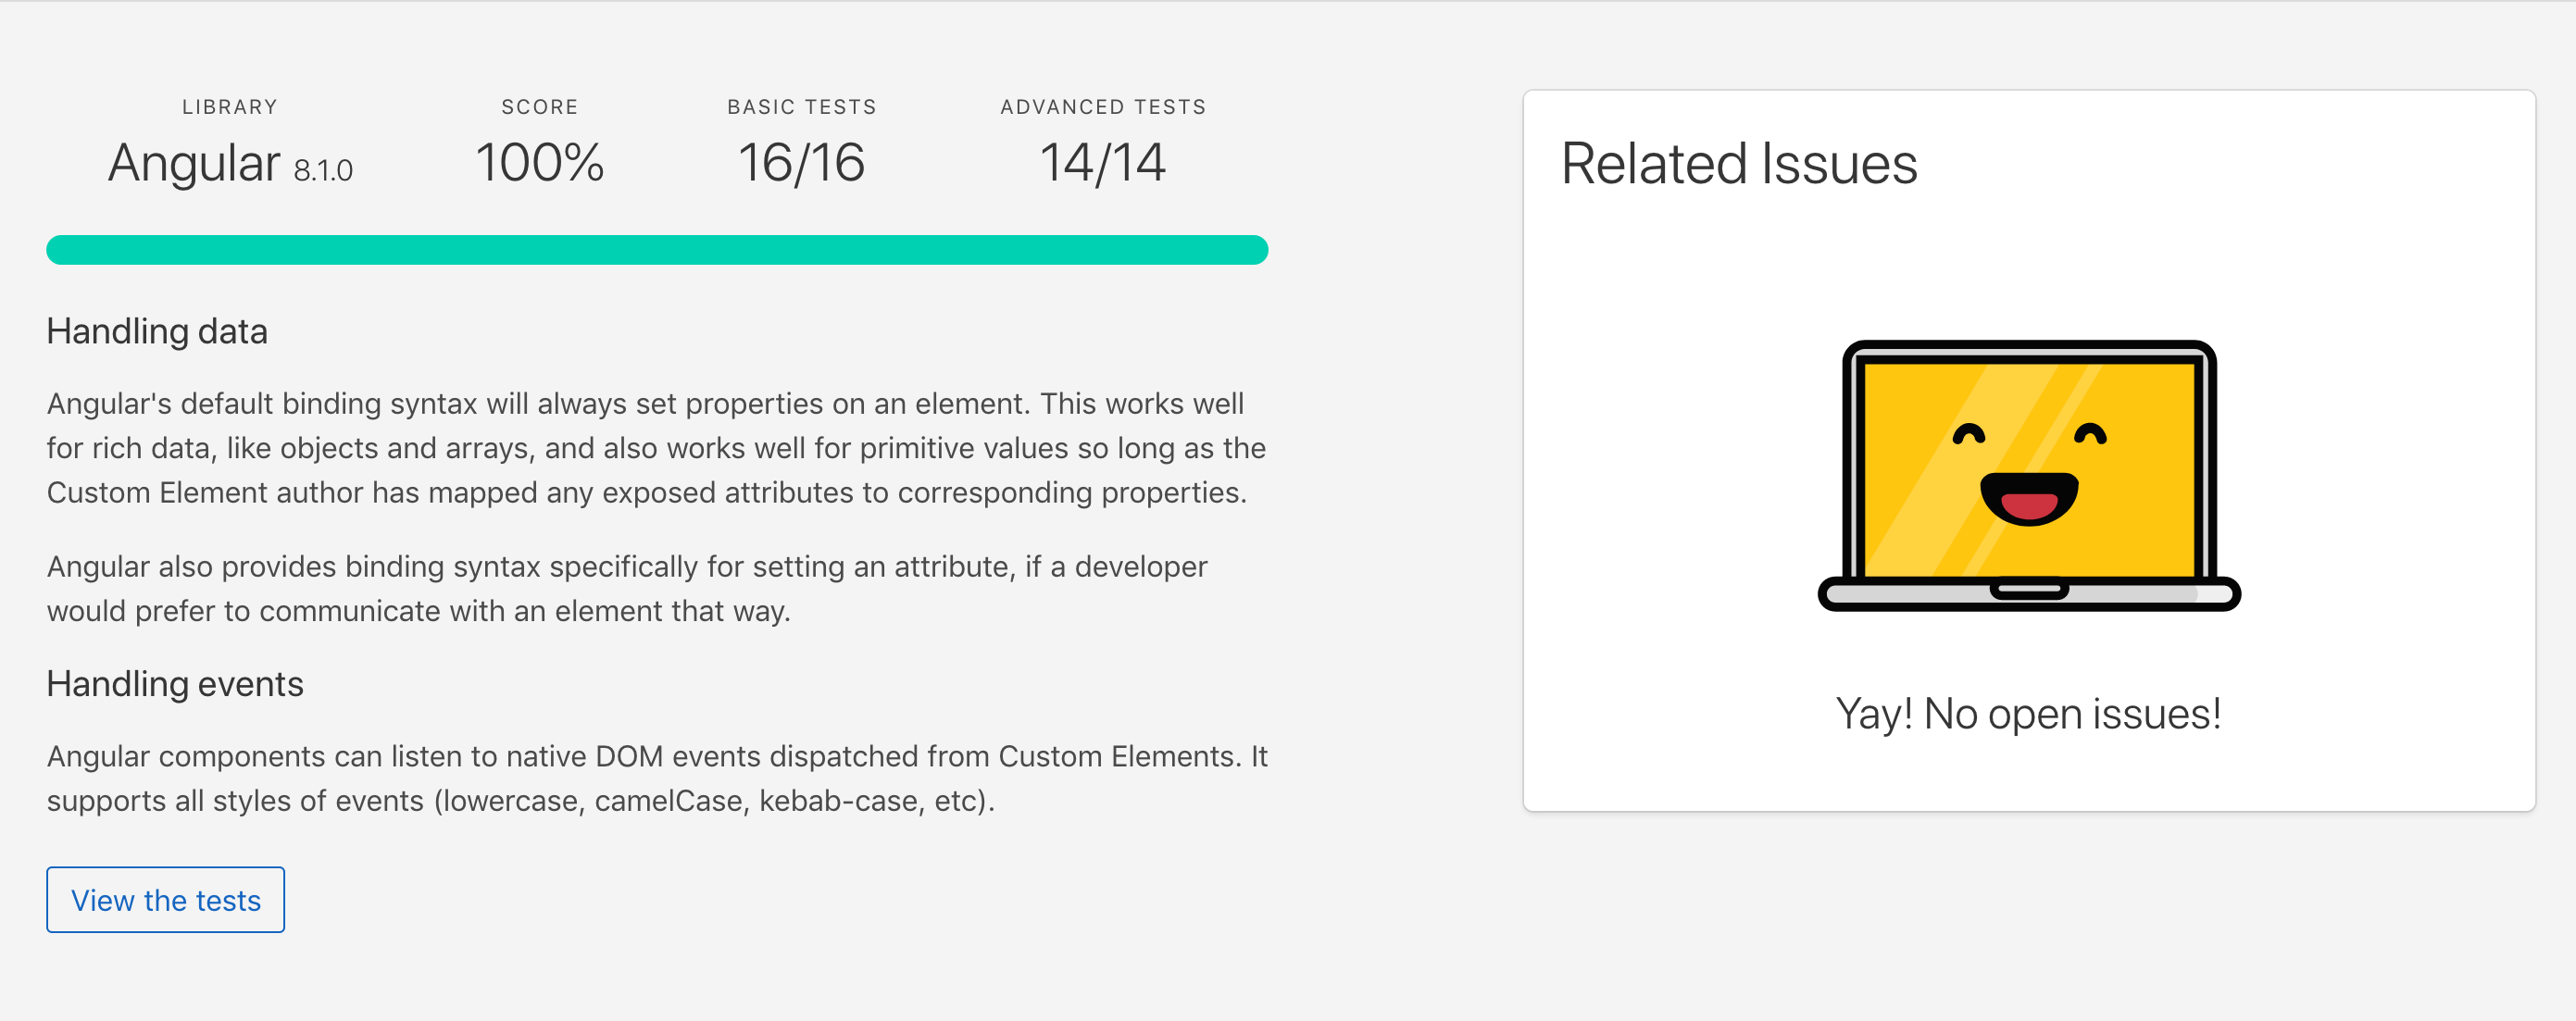 LIBRARY
Angular 8.1.0
SCORE
100%
BASIC TESTS
16/16
ADVANCED TESTS
14/14
Handling data
Angular's default binding syntax will always set properties on an element. This works well
for rich data, like objects and arrays, and also works well for primitive values so long as the
Custom Element author has mapped any exposed attributes to corresponding properties.
Angular also provides binding syntax specifically for setting an attribute, if a developer
would prefer to communicate with an element that way.
Handling events
Angular components can listen to native DOM events dispatched from Custom Elements. It
supports all styles of events (lowercase, camelCase, kebab-case, etc).
View the tests
Related Issues
Yay! No open issues!